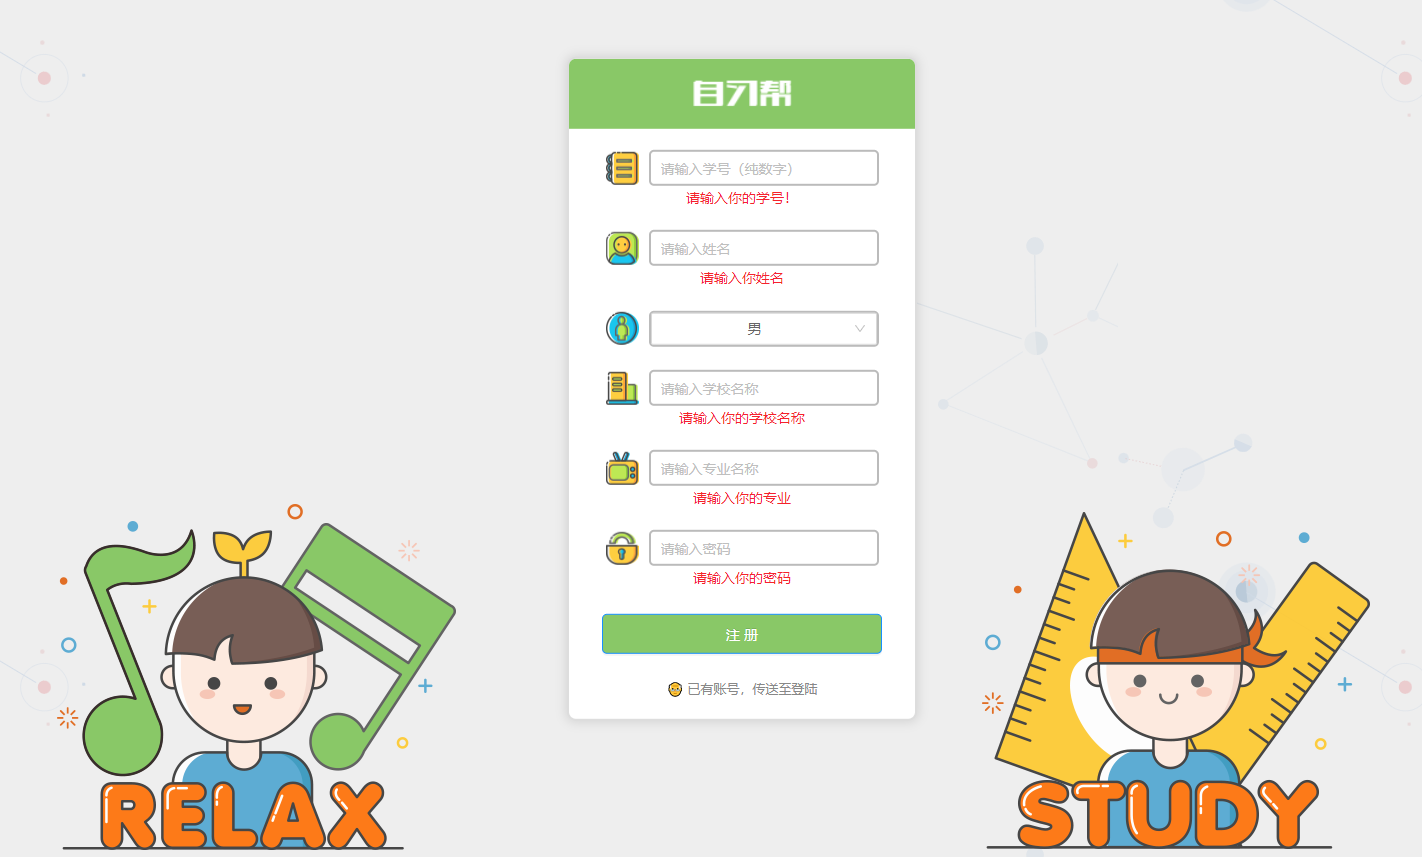 自习帮
请输入学号（纯数字）
请输入你的学号！
请输入姓名
请输入你姓名
男
请输入学校名称
请输入你的学校名称
请输入专业名称
请输入你的专业
请输入密码
请输入你的密码
注 册
已有账号，传送至登陆
RELAX
STUDY